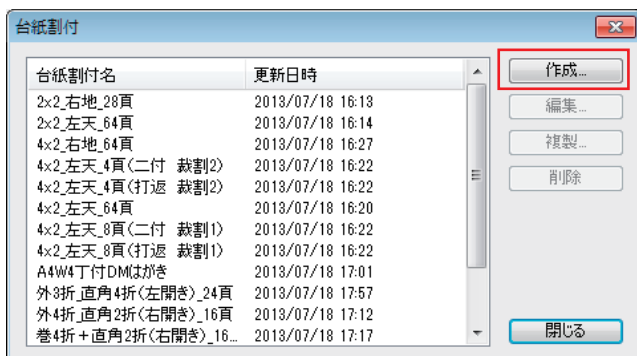 台紙割付
台紙割付名 更新日時
2x2_右地_28頁 2013/07/18 16:13
2x2_左天_64頁 2013/07/18 16:14
4x2_右地_64頁 2013/07/18 16:27
4x2_左天_4頁(二付 裁割2) 2013/07/18 16:22
4x2_左天_4頁(打返 裁割2) 2013/07/18 16:22
4x2_左天_64頁 2013/07/18 16:20
4x2_左天_8頁(二付 裁割1) 2013/07/18 16:22
4x2_左天_8頁(打返 裁割1) 2013/07/18 16:22
A4W4丁付DMはがき 2013/07/18 17:01
外3折_直角4折(左開き)_24頁 2013/07/18 17:57
外4折_直角2折(右開き)_16頁 2013/07/18 17:12
巻4折+直角2折(右開き)_16... 2013/07/18 17:17
作成...
編集...
複製...
削除
閉じる